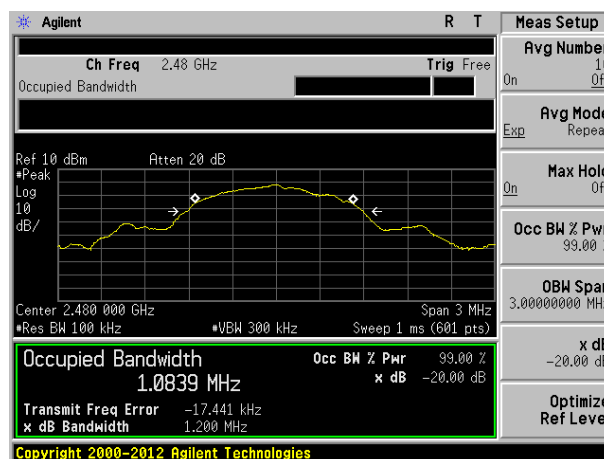 Agilent R T Meas Setup
Avg Number
10
On Off
Ch Freq 2.48 GHz Trig Free
Occupied Bandwidth
Avg Mode
Exp Repeat
Ref 10 dBm Atten 20 dB
#Peak
Log
10
dB/
Max Hold
On Off
Occ BW % Pwr
99.00 %
OBW Span
3.00000000 MHz
Center 2.480 000 GHz Span 3 MHz
#Res BW 100 kHz #VBW 300 kHz Sweep 1 ms (601 pts)
x dB
-20.00 dB
Occupied Bandwidth Occ BW % Pwr 99.00 %
1.0839 MHz x dB -20.00 dB
Transmit Freq Error -17.441 kHz
x dB Bandwidth 1.200 MHz
Optimize
Ref Level
Copyright 2000-2012 Agilent Technologies